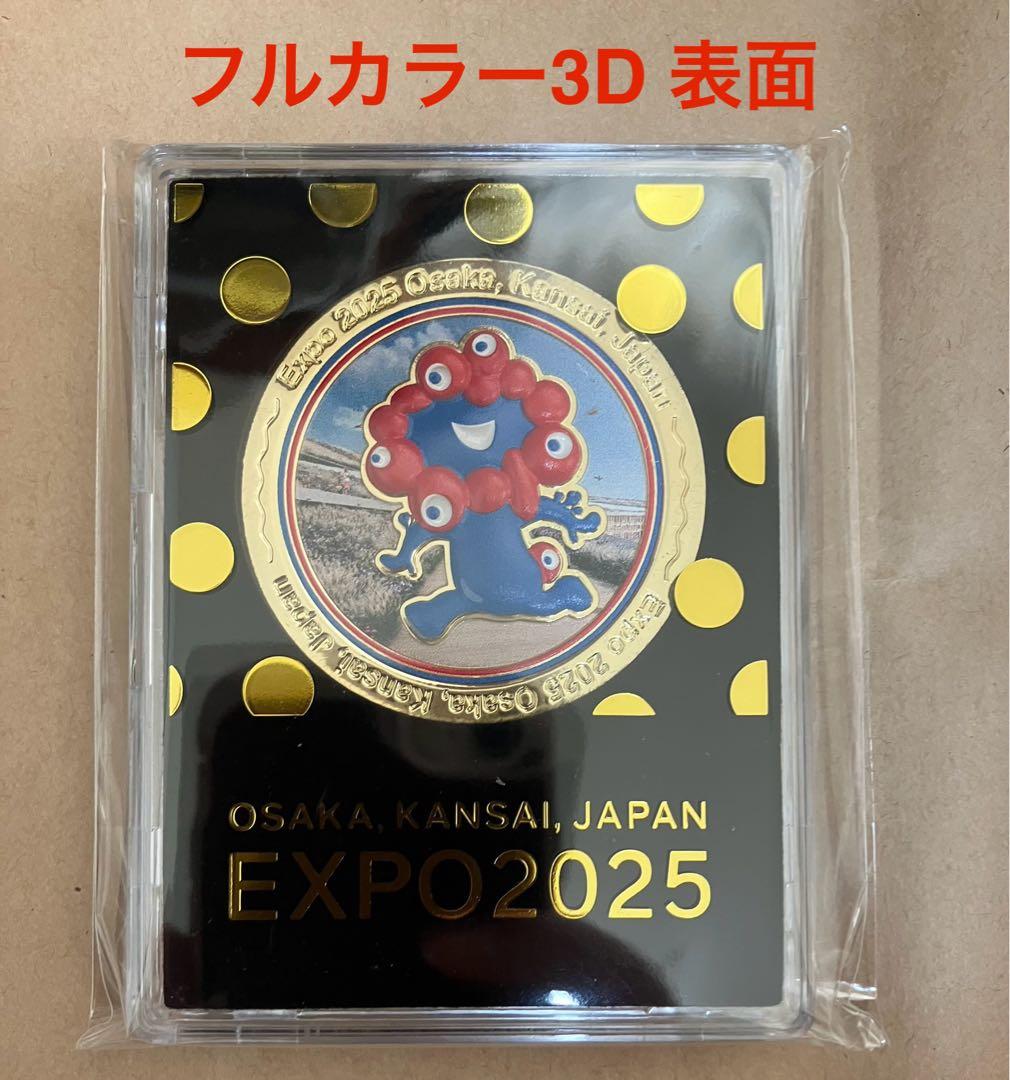 フルカラー3D 表面
Expo 2025 Osaka, Kansai, Japan
Expo 2025 Osaka, Kansai, Japan
OSAKA, KANSAI, JAPAN
EXPO2025